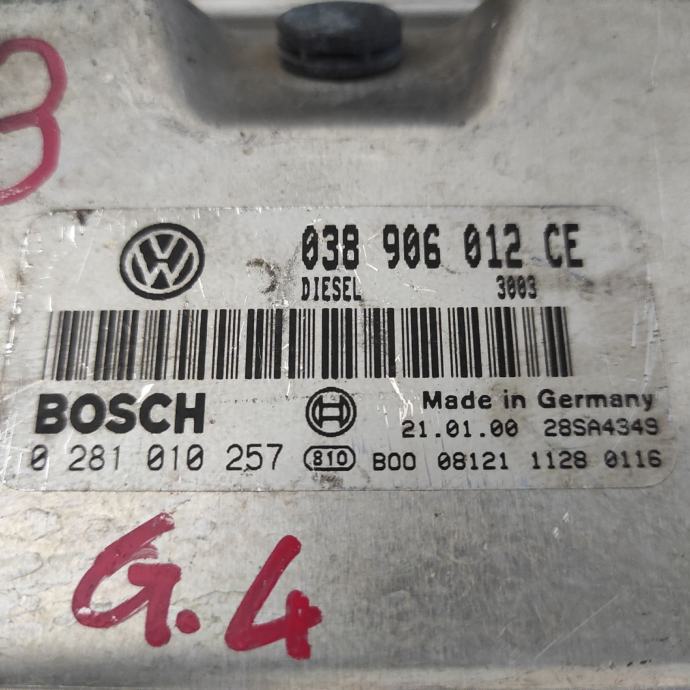 3
VW
038 906 012 CE
DIESEL 3003
BOSCH Made in Germany
21.01.00 28SA4349
0 281 010 257 810 B00 08121 1128 0116
G.4